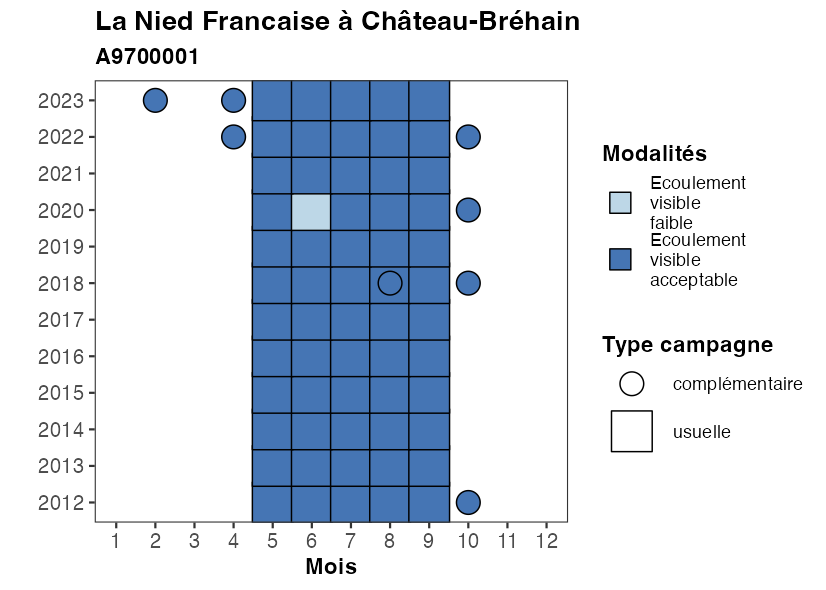 La Nied Francaise à Château-Bréhain
A9700001
2023
2022
2021
2020
2019
2018
2017
2016
2015
2014
2013
2012
1 2 3 4 5 6 7 8 9 10 11 12
Mois
Modalités
Ecoulement
visible
faible
Ecoulement
visible
acceptable
Type campagne
complémentaire
usuelle